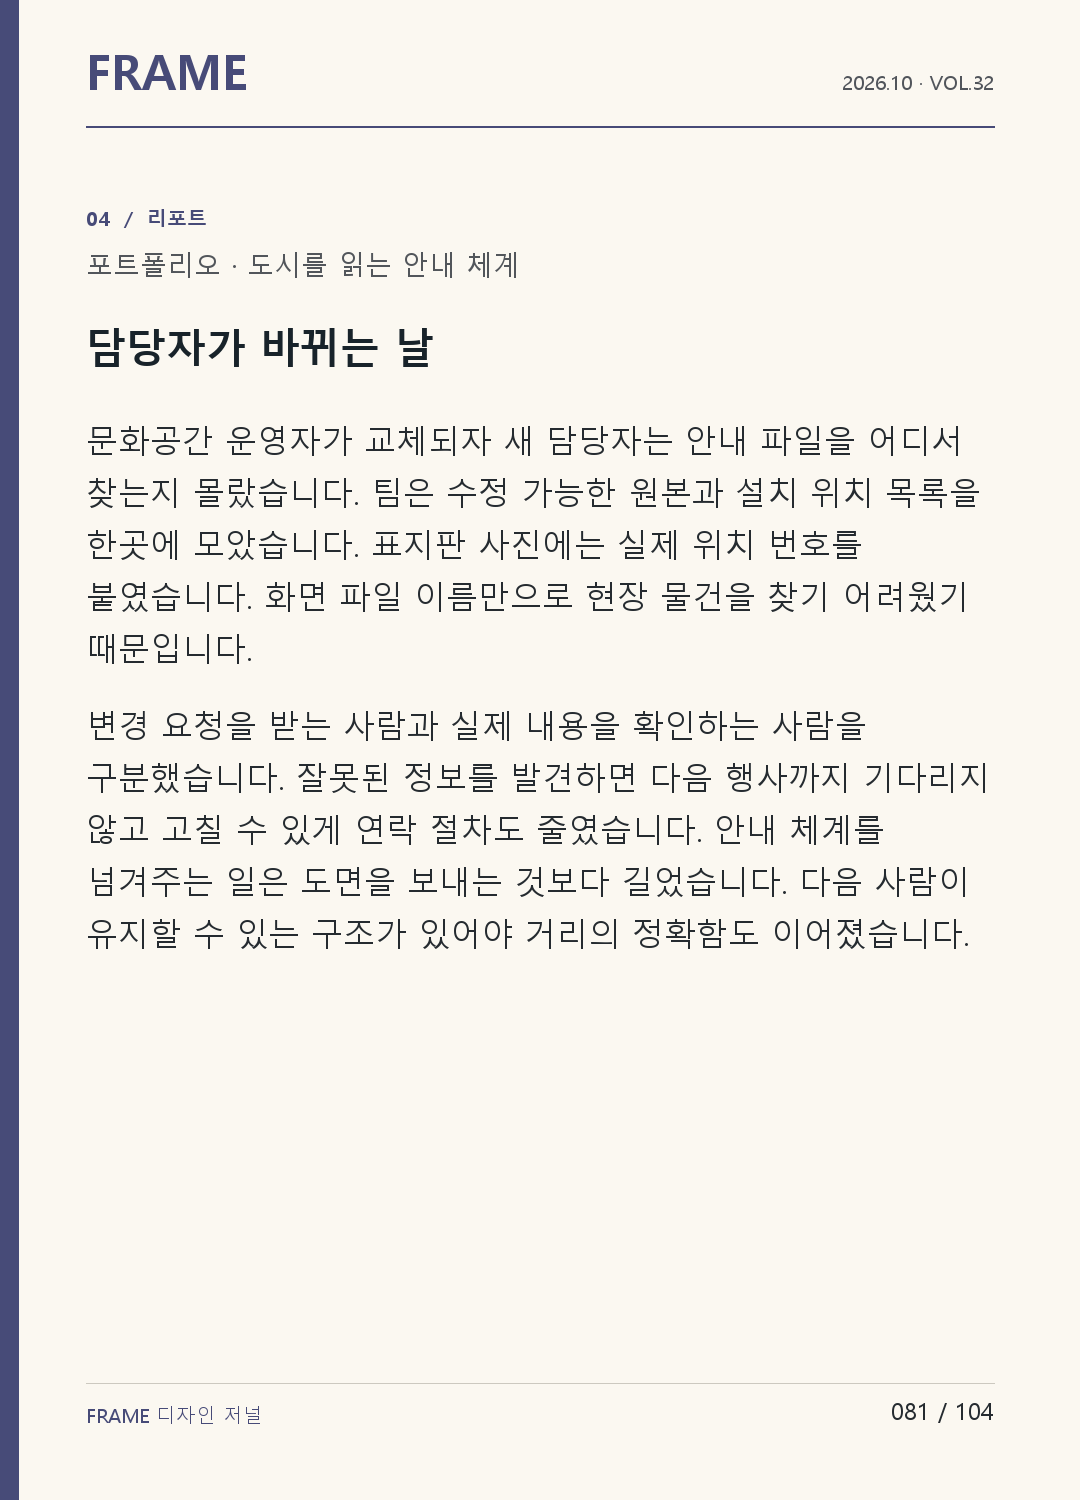 FRAME
2026.10 · VOL.32
04 / 리포트
포트폴리오 · 도시를 읽는 안내 체계
담당자가 바뀌는 날
문화공간 운영자가 교체되자 새 담당자는 안내 파일을 어디서
찾는지 몰랐습니다. 팀은 수정 가능한 원본과 설치 위치 목록을
한곳에 모았습니다. 표지판 사진에는 실제 위치 번호를
붙였습니다. 화면 파일 이름만으로 현장 물건을 찾기 어려웠기
때문입니다.
변경 요청을 받는 사람과 실제 내용을 확인하는 사람을
구분했습니다. 잘못된 정보를 발견하면 다음 행사까지 기다리지
않고 고칠 수 있게 연락 절차도 줄였습니다. 안내 체계를
넘겨주는 일은 도면을 보내는 것보다 길었습니다. 다음 사람이
유지할 수 있는 구조가 있어야 거리의 정확함도 이어졌습니다.
FRAME 디자인 저널
081 / 104